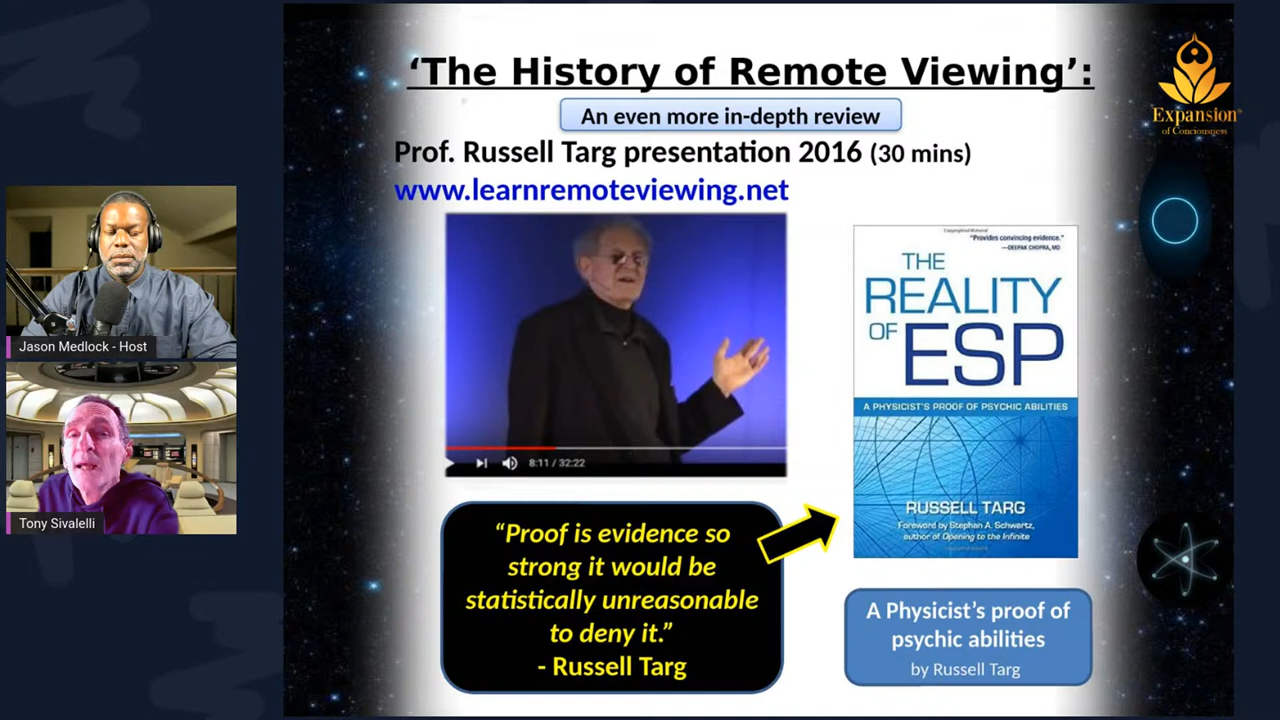 ‘The History of Remote Viewing’:
An even more in-depth review
Prof. Russell Targ presentation 2016 (30 mins)
www.learnremoteviewing.net
Expansion
of Conciousness
Jason Medlock - Host
Tony Sivalelli
8:11 / 32:22
Copyrighted Material
"Provides convincing evidence."
—DEEPAK CHOPRA, MD
THE
REALITY
OF ESP
A PHYSICIST'S PROOF OF PSYCHIC ABILITIES
RUSSELL TARG
Foreword by Stephan A. Schwartz,
author of Opening to the Infinite
“Proof is evidence so
strong it would be
statistically unreasonable
to deny it.”
- Russell Targ
A Physicist’s proof of
psychic abilities
by Russell Targ